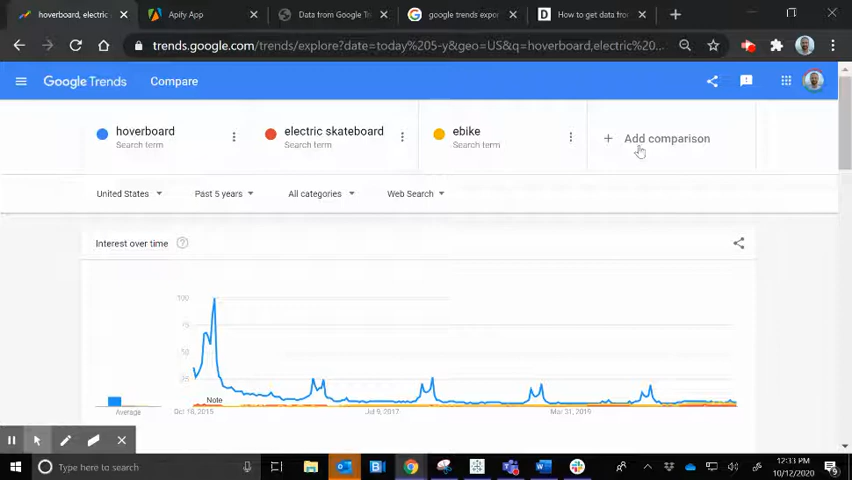 hoverboard, electric
Apify App
Data from Google Tr
google trends expor
How to get data from
trends.google.com/trends/explore?date=today%205-y&geo=US&q=hoverboard,electric%20...
Google Trends
Compare
hoverboard
Search term
electric skateboard
Search term
ebike
Search term
+ Add comparison
United States
Past 5 years
All categories
Web Search
Interest over time
?
100
75
50
25
Note
Average
Oct 18, 2015
Jul 9, 2017
Mar 31, 2019
Type here to search
12:33 PM
10/12/2020